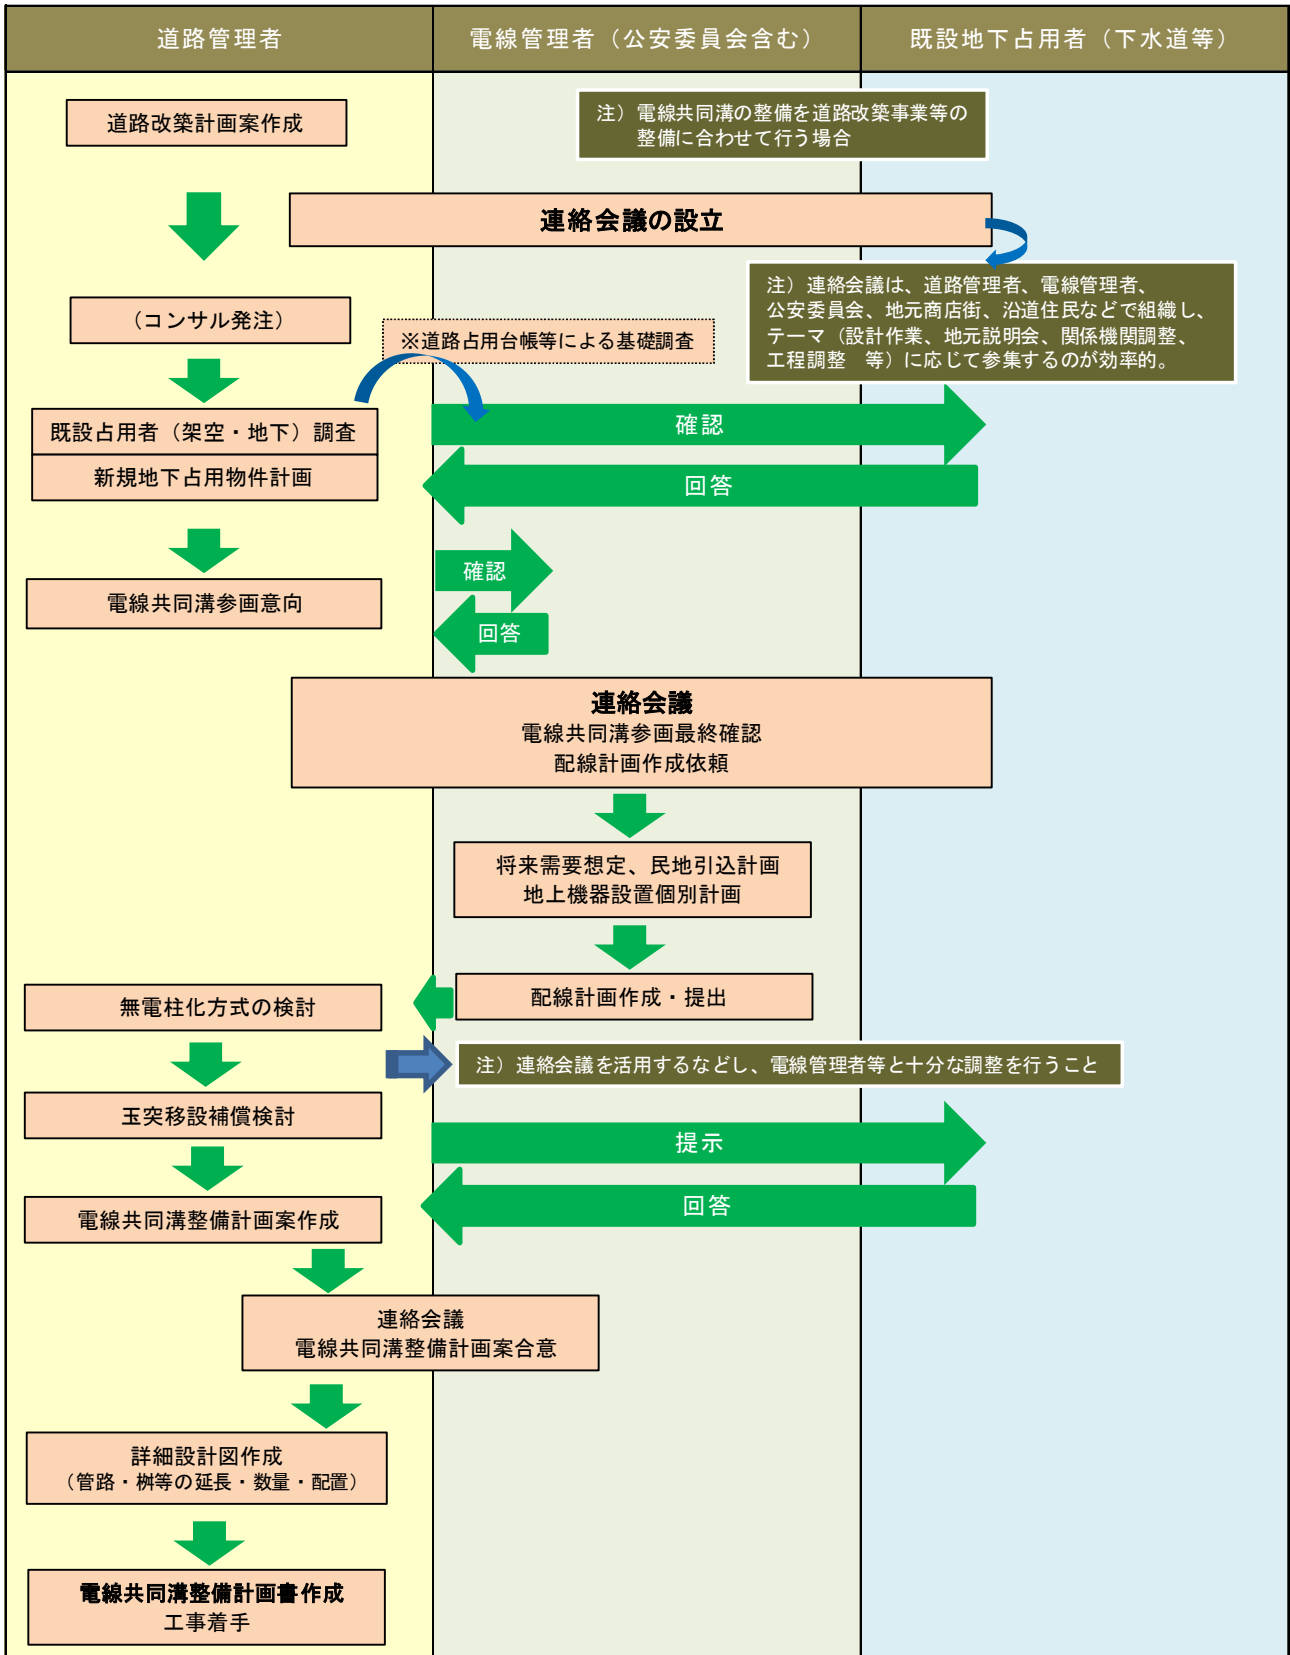 道路管理者
電線管理者（公安委員会含む）
既設地下占用者（下水道等）
道路改築計画案作成
注）電線共同溝の整備を道路改築事業等の
整備に合わせて行う場合
連絡会議の設立
注）連絡会議は、道路管理者、電線管理者、
公安委員会、地元商店街、沿道住民などで組織し、
テーマ（設計作業、地元説明会、関係機関調整、
工程調整　等）に応じて参集するのが効率的。
（コンサル発注）
※道路占用台帳等による基礎調査
既設占用者（架空・地下）調査
確認
新規地下占用物件計画
回答
確認
電線共同溝参画意向
回答
連絡会議
電線共同溝参画最終確認
配線計画作成依頼
将来需要想定、民地引込計画
地上機器設置個別計画
配線計画作成・提出
無電柱化方式の検討
注）連絡会議を活用するなどし、電線管理者等と十分な調整を行うこと
玉突移設補償検討
提示
電線共同溝整備計画案作成
回答
連絡会議
電線共同溝整備計画案合意
詳細設計図作成
（管路・桝等の延長・数量・配置）
電線共同溝整備計画書作成
工事着手